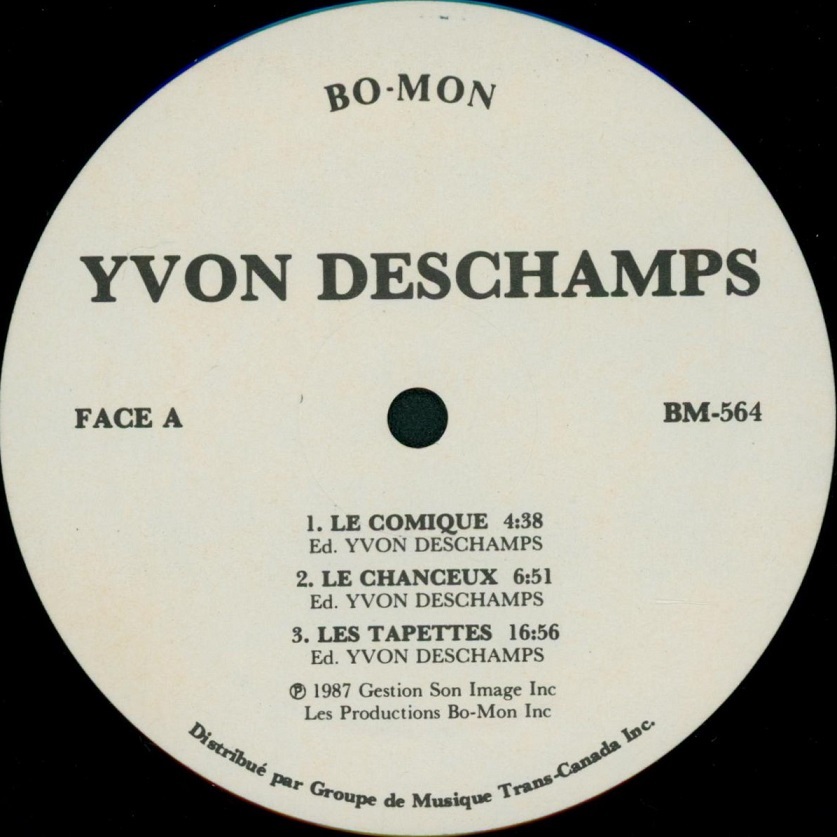 BO·MON
YVON DESCHAMPS
FACE A
BM-564
1. LE COMIQUE 4:38
Ed. YVON DESCHAMPS
2. LE CHANCEUX 6:51
Ed. YVON DESCHAMPS
3. LES TAPETTES 16:56
Ed. YVON DESCHAMPS
℗ 1987 Gestion Son Image Inc
Les Productions Bo-Mon Inc
Distribué par Groupe de Musique Trans-Canada Inc.